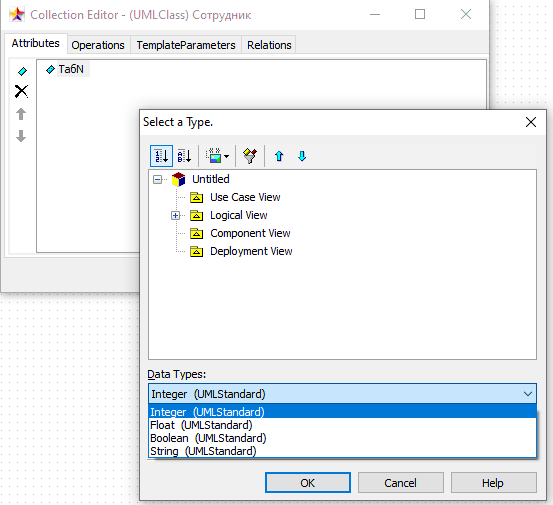 Collection Editor - (UMLClass) Сотрудник
Attributes Operations TemplateParameters Relations
ТабN
Select a Type.
Untitled
Use Case View
Logical View
Component View
Deployment View
Data Types:
Integer (UMLStandard)
Integer (UMLStandard)
Float (UMLStandard)
Boolean (UMLStandard)
String (UMLStandard)
OK Cancel Help